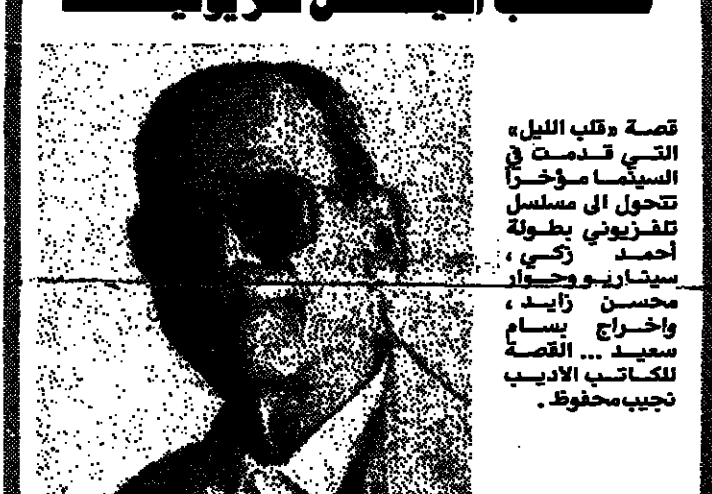 قصة «قلب الليل»
التي قدمت في
السينما مؤخراً
تتحول الى مسلسل
تلفزيوني بطولة
أحمد زكي ،
سيناريو وحوار
محسن زايد ،
واخراج بسام
سعيد ... القصة
للكاتب الاديب
نجيب محفوظ .